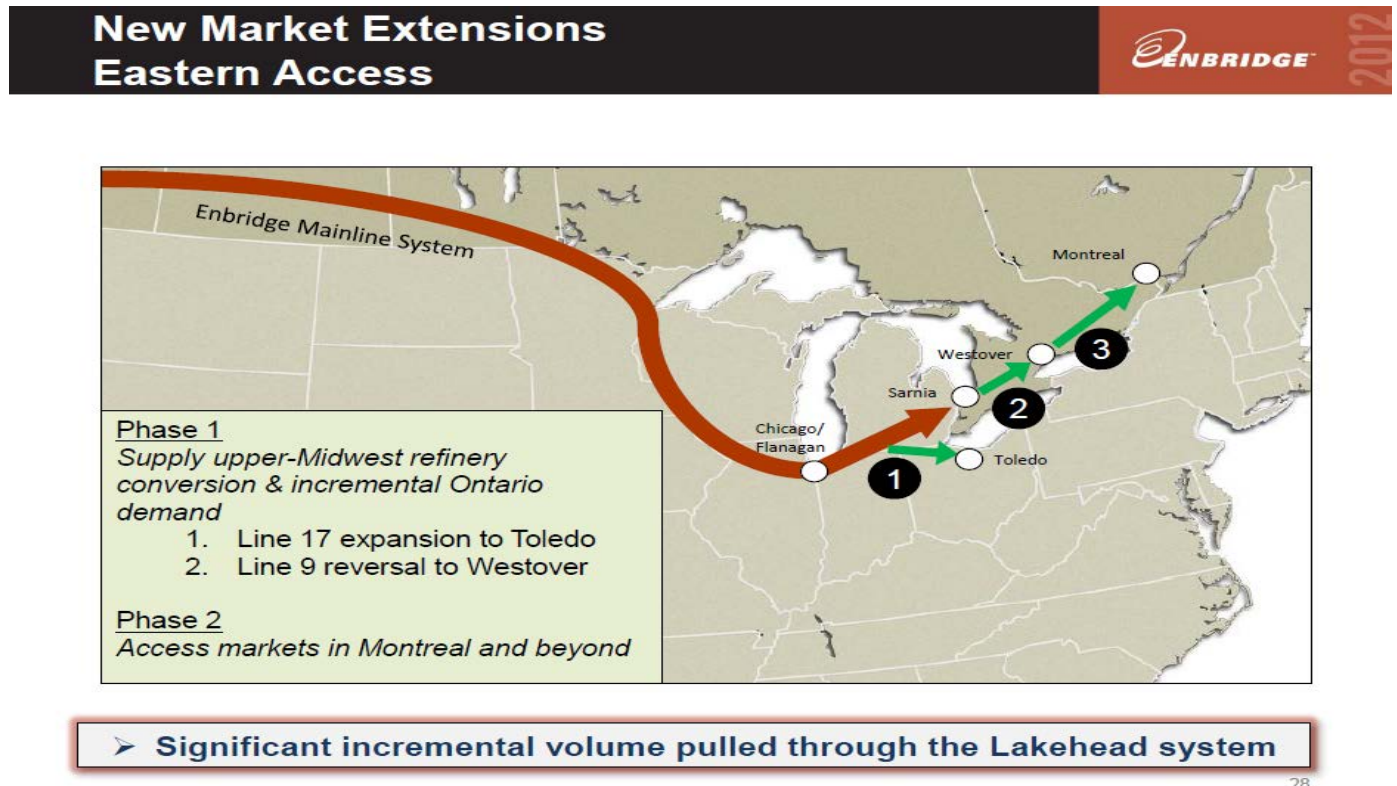 New Market Extensions
Eastern Access
ENBRIDGE™
2012
Enbridge Mainline System
Montreal
Westover
3
Sarnia
2
Chicago/
Flanagan
Toledo
1
Phase 1
Supply upper-Midwest refinery
conversion & incremental Ontario
demand
1. Line 17 expansion to Toledo
2. Line 9 reversal to Westover
Phase 2
Access markets in Montreal and beyond
➢ Significant incremental volume pulled through the Lakehead system
28